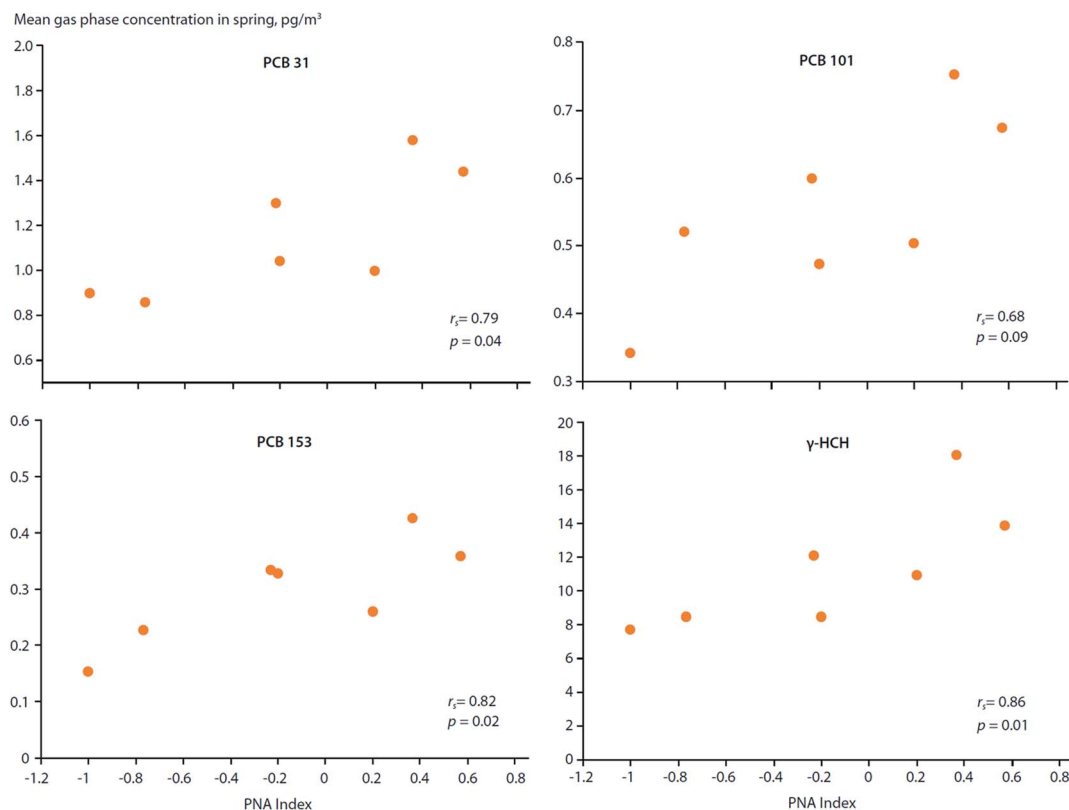 Mean gas phase concentration in spring, pg/m³
PCB 31
2.0
1.8
1.6
1.4
1.2
1.0
0.8
0.6
rs= 0.79
p = 0.04
PCB 101
0.8
0.7
0.6
0.5
0.4
0.3
rs= 0.68
p = 0.09
PCB 153
0.6
0.5
0.4
0.3
0.2
0.1
0
rs= 0.82
p = 0.02
-1.2 -1 -0.8 -0.6 -0.4 -0.2 0 0.2 0.4 0.6 0.8
PNA Index
γ-HCH
20
18
16
14
12
10
8
6
4
2
0
rs= 0.86
p = 0.01
-1.2 -1 -0.8 -0.6 -0.4 -0.2 0 0.2 0.4 0.6 0.8
PNA Index